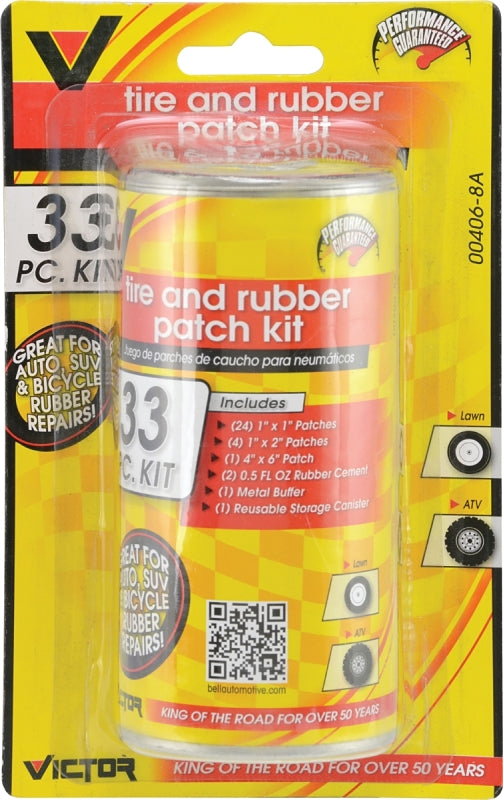 PERFORMANCE
GUARANTEED
tire and rubber
patch kit
00406-8A
33
PC. KIT
PERFORMANCE
GUARANTEED
tire and rubber
patch kit
Juego de parches de caucho para neumáticos
GREAT FOR
AUTO, SUV
& BICYCLE
RUBBER
REPAIRS!
33
PC. KIT
Includes
(24) 1" x 1" Patches
(4) 1" x 2" Patches
(1) 4" x 6" Patch
(2) 0.5 FL OZ Rubber Cement
(1) Metal Buffer
(1) Reusable Storage Canister
Lawn
ATV
GREAT FOR
AUTO, SUV
& BICYCLE
RUBBER
REPAIRS!
Lawn
ATV
bellautomotive.com
VICTOR
KING OF THE ROAD FOR OVER 50 YEARS
VICTOR
KING OF THE ROAD FOR OVER 50 YEARS